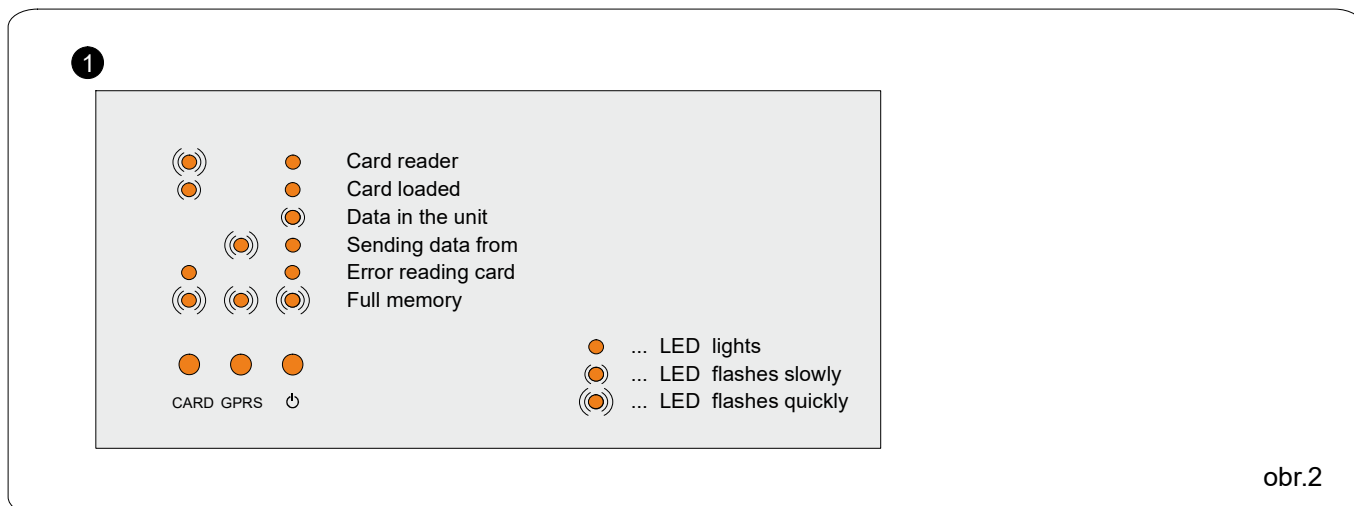 1
Card reader
Card loaded
Data in the unit
Sending data from
Error reading card
Full memory
... LED lights
... LED flashes slowly
... LED flashes quickly
CARD GPRS
obr.2